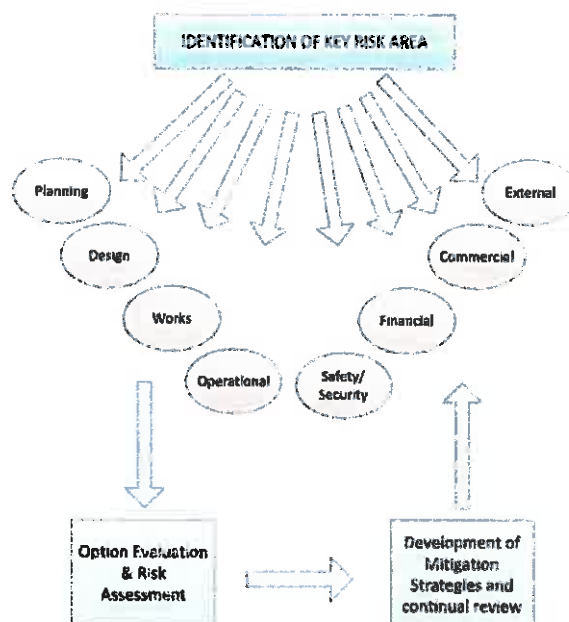 IDENTIFICATION OF KEY RISK AREA
Planning
External
Design
Commercial
Works
Financial
Operational
Safety/
Security
Option Evaluation
& Risk
Assessment
Development of
Mitigation
Strategies and
continual review